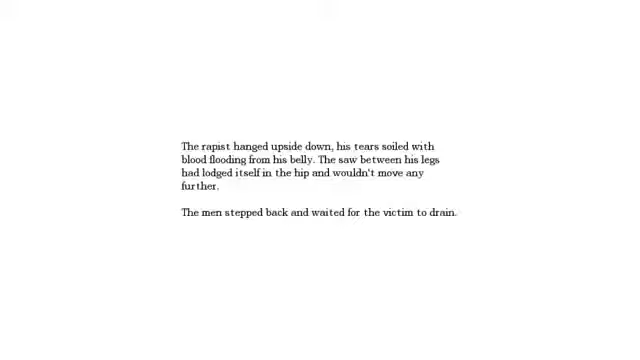 The rapist hanged upside down, his tears soiled with
blood flooding from his belly. The saw between his legs
had lodged itself in the hip and wouldn't move any
further.
The men stepped back and waited for the victim to drain.